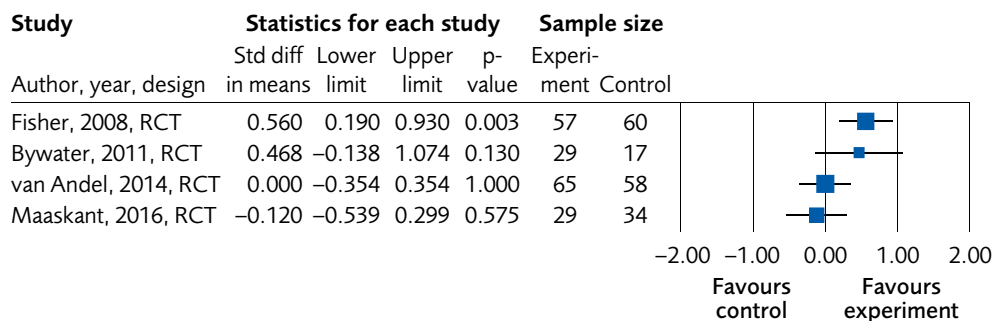 Study Statistics for each study Sample size
Std diff Lower Upper p- Experi-
Author, year, design in means limit limit value ment Control
Fisher, 2008, RCT 0.560 0.190 0.930 0.003 57 60
Bywater, 2011, RCT 0.468 –0.138 1.074 0.130 29 17
van Andel, 2014, RCT 0.000 –0.354 0.354 1.000 65 58
Maaskant, 2016, RCT –0.120 –0.539 0.299 0.575 29 34
–2.00 –1.00 0.00 1.00 2.00
Favours Favours
control experiment